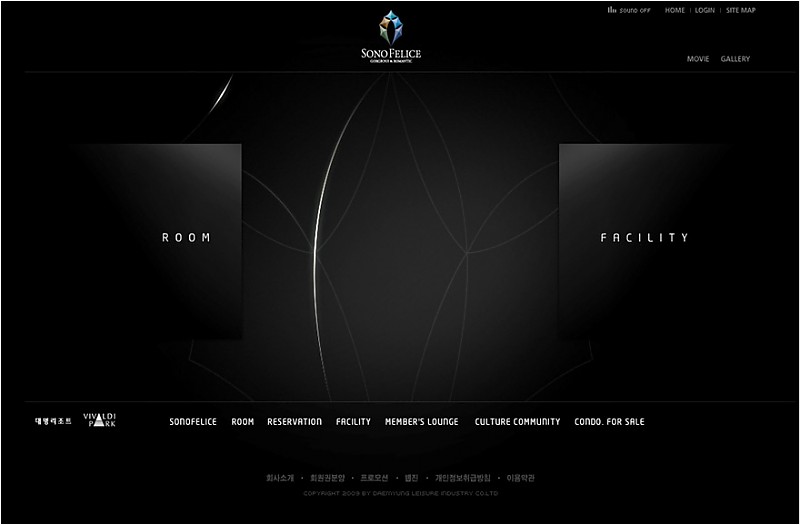 sound off HOME LOGIN SITE MAP
SONOFELICE
GORGEOUS & ROMANTIC
MOVIE GALLERY
ROOM
FACILITY
대명리조트 VIVALDI PARK SONOFELICE ROOM RESERVATION FACILITY MEMBER'S LOUNGE CULTURE COMMUNITY CONDO. FOR SALE
회사소개 • 회원권분양 • 프로모션 • 웹진 • 개인정보취급방침 • 이용약관
COPYRIGHT 2009 BY DAEMYUNG LEISURE INDUSTRY CO.LTD